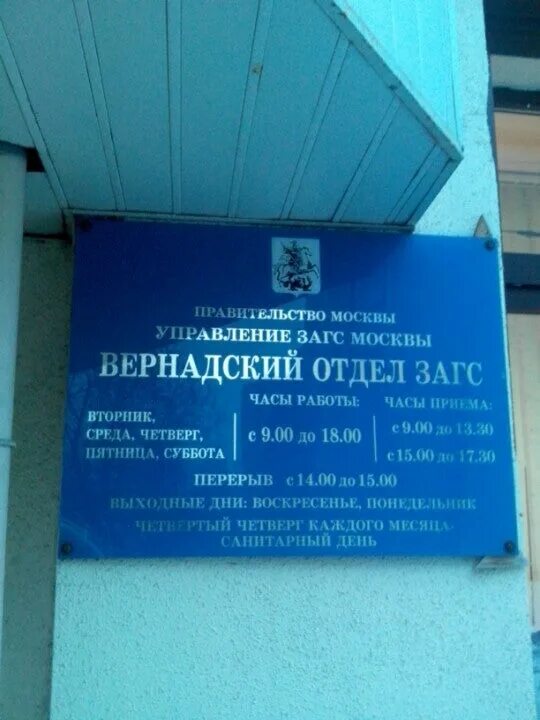 ПРАВИТЕЛЬСТВО МОСКВЫ
УПРАВЛЕНИЕ ЗАГС МОСКВЫ
ВЕРНАДСКИЙ ОТДЕЛ ЗАГС
ЧАСЫ РАБОТЫ: ЧАСЫ ПРИЕМА:
ВТОРНИК,
СРЕДА, ЧЕТВЕРГ,
ПЯТНИЦА, СУББОТА
с 9.00 до 18.00
с 9.00 до 13.30
с 15.00 до 17.30
ПЕРЕРЫВ с 14.00 до 15.00
ВЫХОДНЫЕ ДНИ: ВОСКРЕСЕНЬЕ, ПОНЕДЕЛЬНИК
ЧЕТВЕРТЫЙ ЧЕТВЕРГ КАЖДОГО МЕСЯЦА-
САНИТАРНЫЙ ДЕНЬ